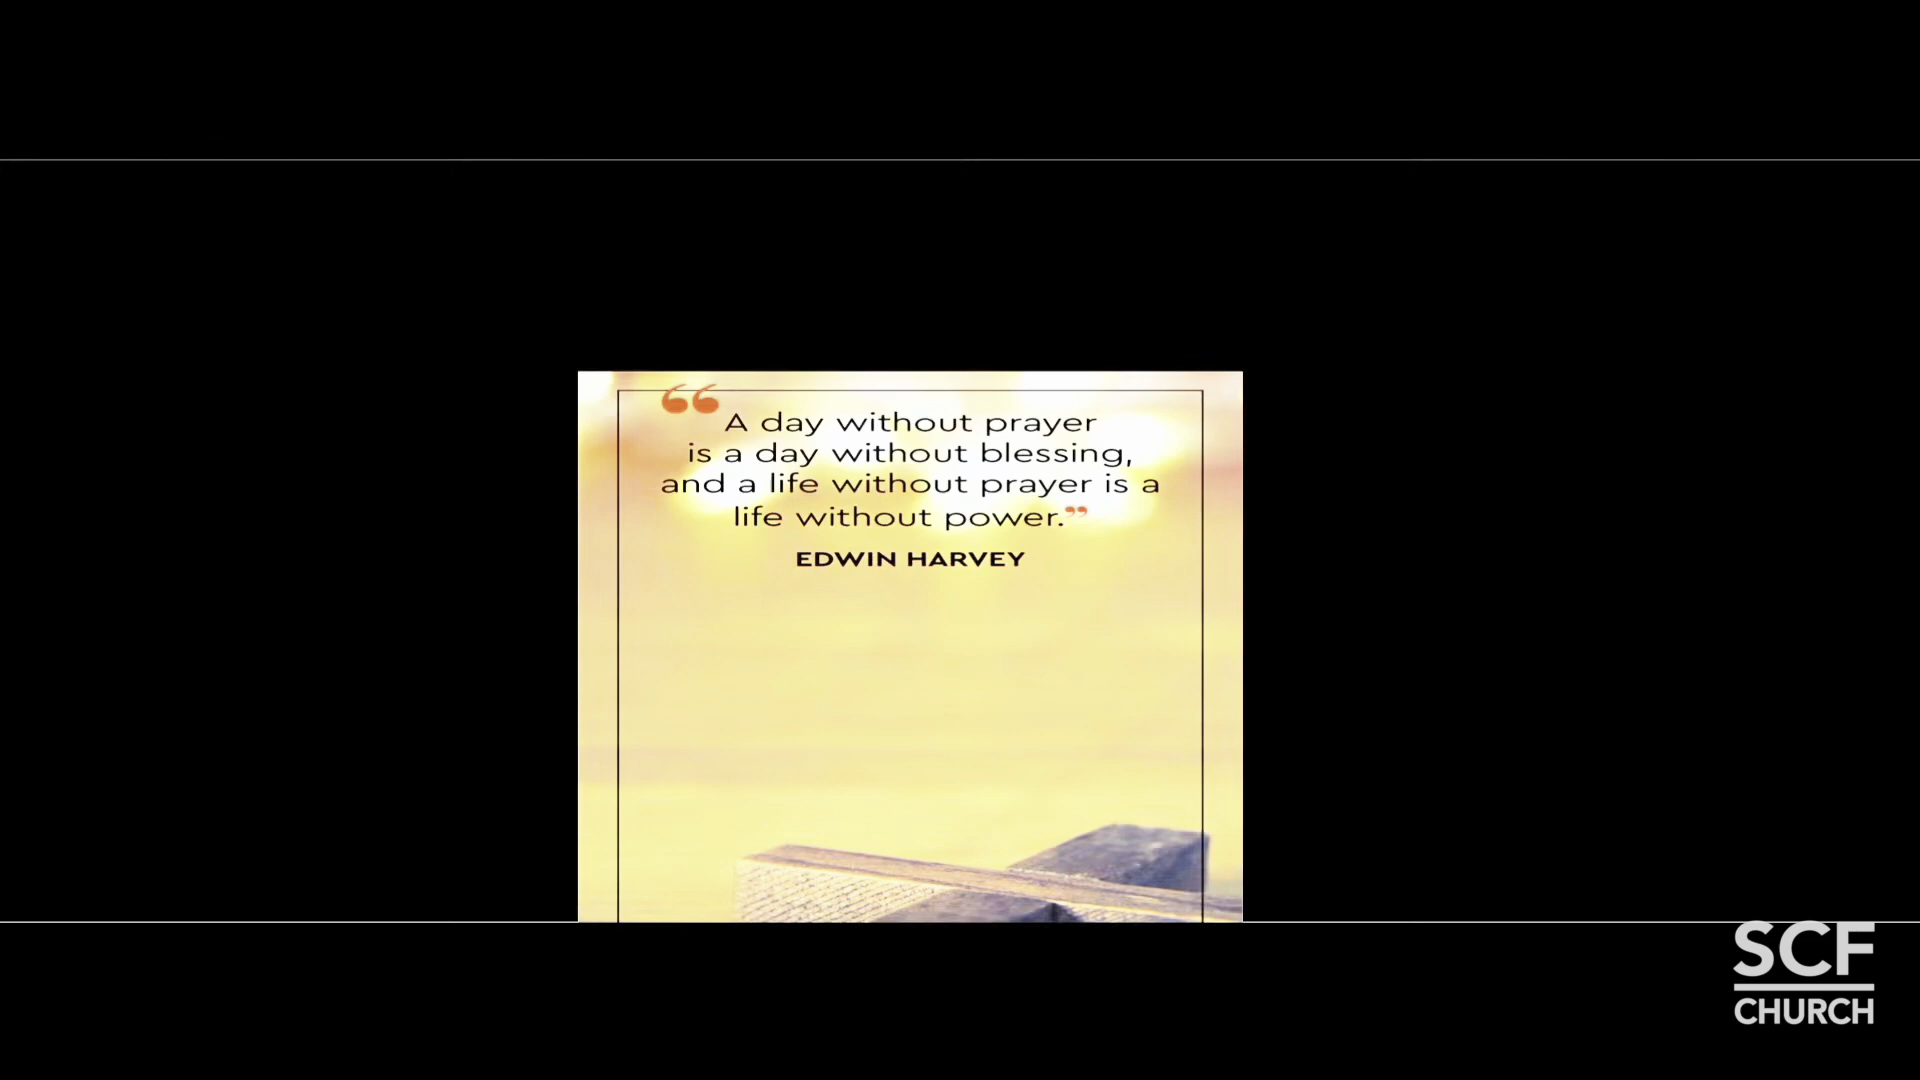 “A day without prayer
is a day without blessing,
and a life without prayer is a
life without power.”
EDWIN HARVEY
SCF
CHURCH